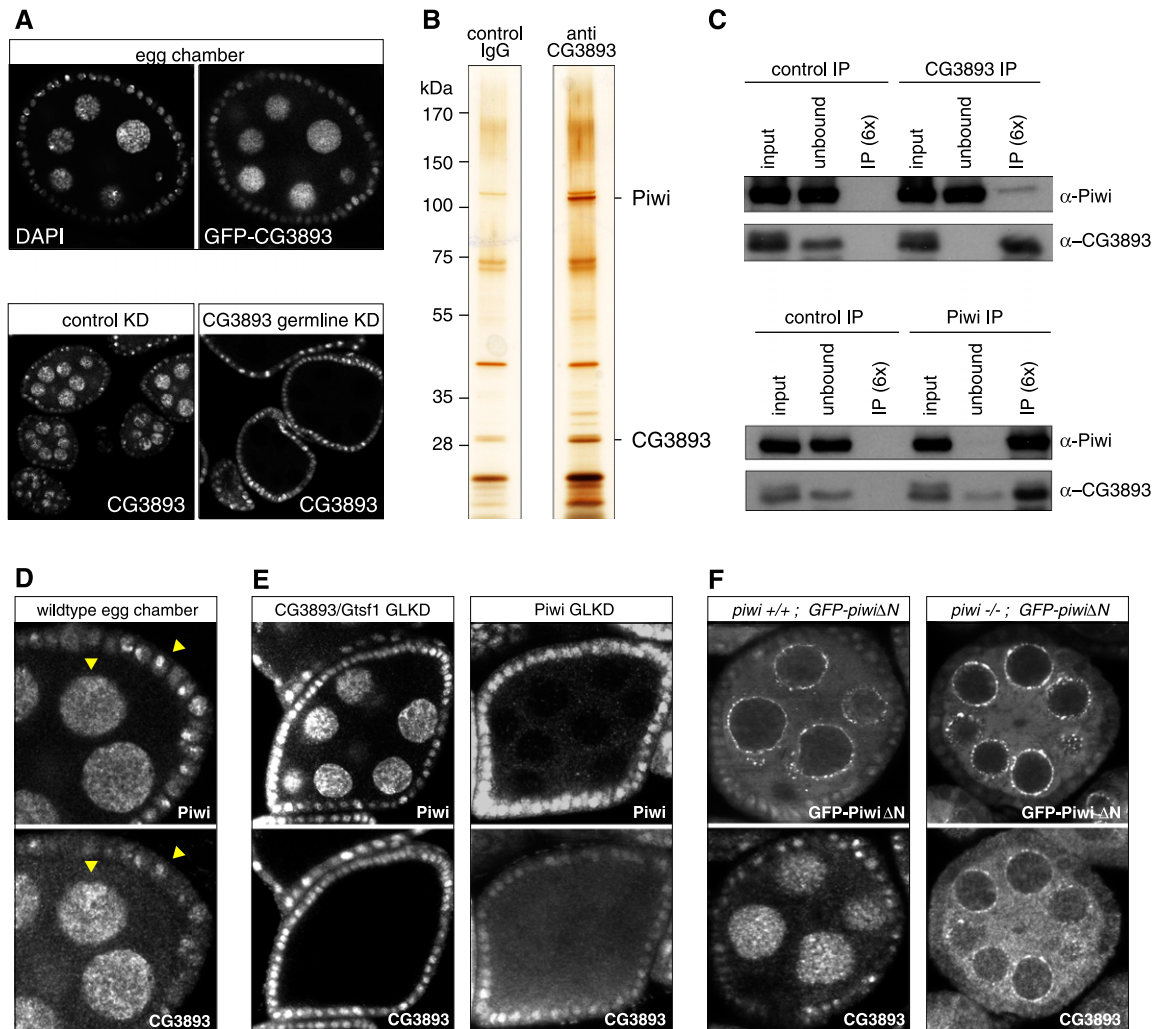 A
egg chamber
DAPI
GFP-CG3893
control KD
CG3893 germline KD
CG3893
CG3893
B
control IgG
anti CG3893
kDa
170
150
100
75
55
35
28
Piwi
CG3893
C
control IP
CG3893 IP
input
unbound
IP (6x)
input
unbound
IP (6x)
α-Piwi
α–CG3893
control IP
Piwi IP
input
unbound
IP (6x)
input
unbound
IP (6x)
α-Piwi
α–CG3893
D
wildtype egg chamber
Piwi
CG3893
E
CG3893/Gtsf1 GLKD
Piwi GLKD
Piwi
Piwi
CG3893
CG3893
F
piwi +/+ ; GFP-piwiΔN
piwi -/- ; GFP-piwiΔN
GFP-Piwi ΔN
GFP-Piwi ΔN
CG3893
CG3893